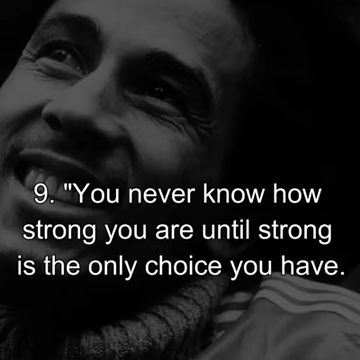 9. "You never know how
strong you are until strong
is the only choice you have.